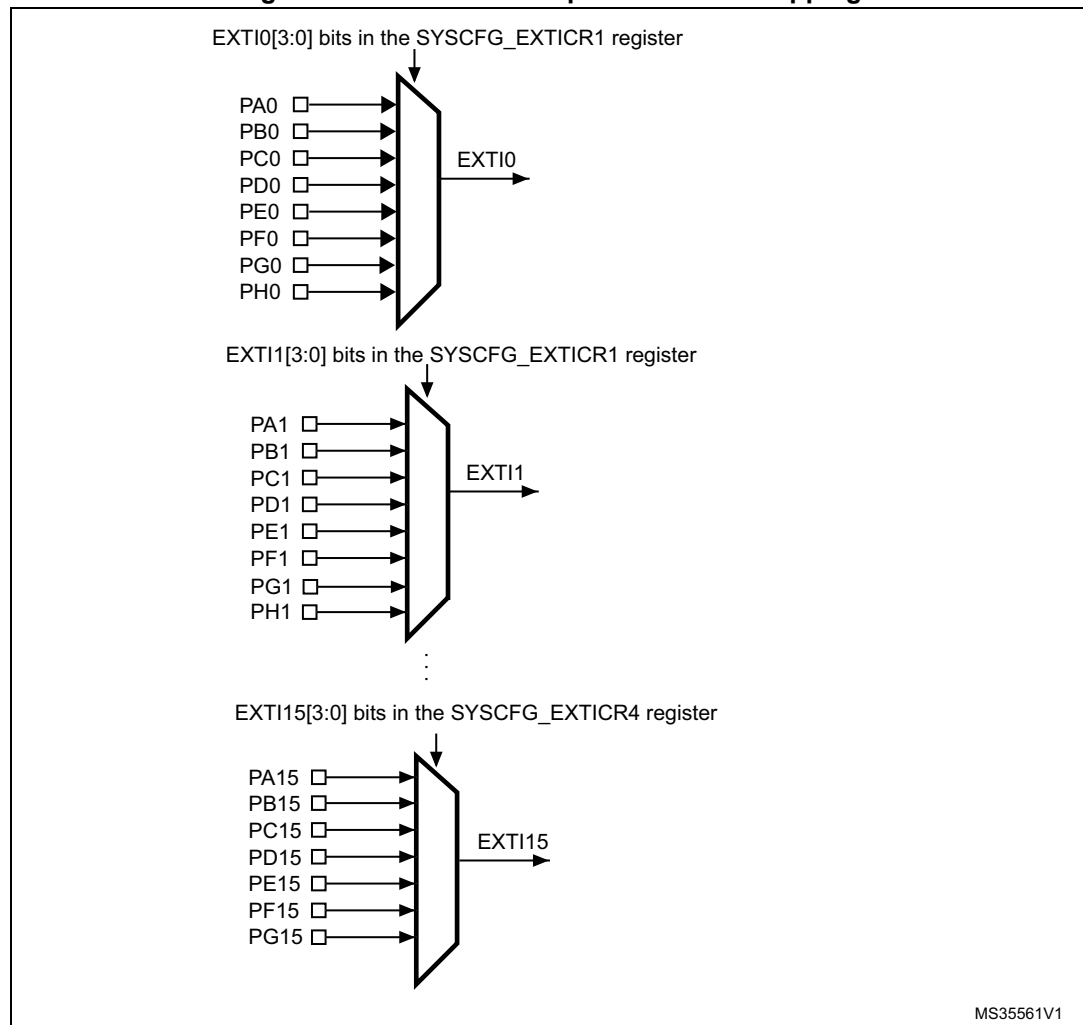 EXTI0[3:0] bits in the SYSCFG_EXTICR1 register
PA0
PB0
PC0
PD0
PE0
PF0
PG0
PH0
EXTI0
EXTI1[3:0] bits in the SYSCFG_EXTICR1 register
PA1
PB1
PC1
PD1
PE1
PF1
PG1
PH1
EXTI1
EXTI15[3:0] bits in the SYSCFG_EXTICR4 register
PA15
PB15
PC15
PD15
PE15
PF15
PG15
EXTI15
MS35561V1